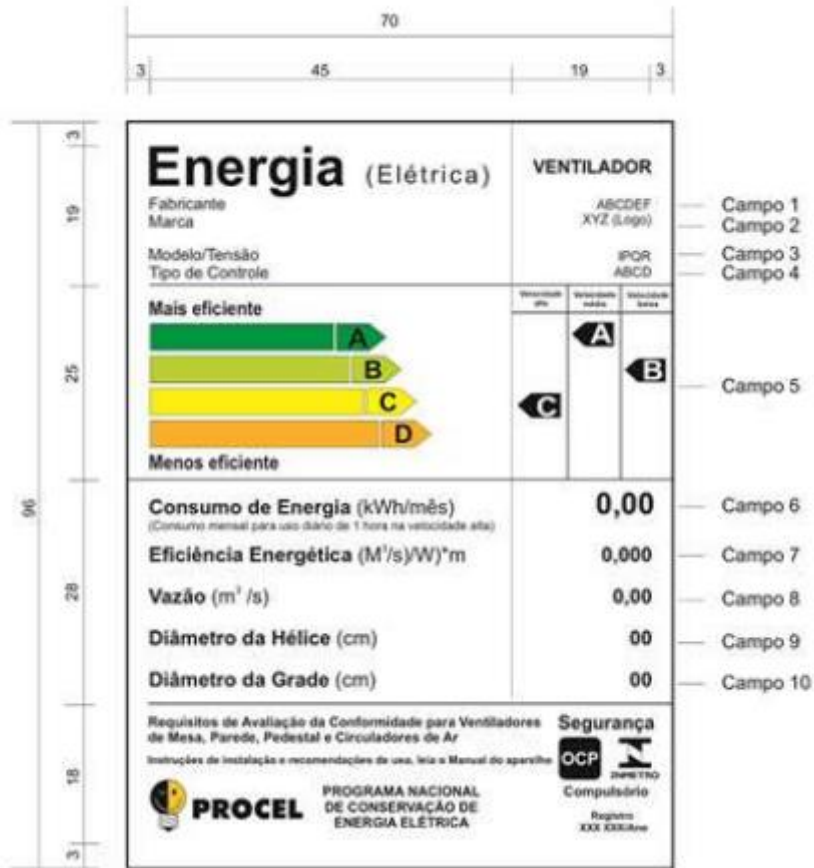 70
3 45 19 3
Energia (Elétrica) VENTILADOR
Fabricante ABCDEF Campo 1
Marca XYZ (Logo) Campo 2
Modelo/Tensão IPQR Campo 3
Tipo de Controle ABCD Campo 4
Mais eficiente
Velocidade alta Velocidade média Velocidade baixa
A A
B B
C C
D
Campo 5
Menos eficiente
Consumo de Energia (kWh/mês) 0,00 Campo 6
(Consumo mensal para uso diário de 1 hora na velocidade alta)
Eficiência Energética (M³/s)/W)*m 0,000 Campo 7
Vazão (m³ /s) 0,00 Campo 8
Diâmetro da Hélice (cm) 00 Campo 9
Diâmetro da Grade (cm) 00 Campo 10
Requisitos de Avaliação da Conformidade para Ventiladores
de Mesa, Parede, Pedestal e Circuladores de Ar
Instruções de instalação e recomendações de uso, leia o Manual do aparelho
Segurança
OCP INMETRO
Compulsório
Registro
XXX XXX/Ano
PROCEL
PROGRAMA NACIONAL
DE CONSERVAÇÃO DE
ENERGIA ELÉTRICA
96
3
19
25
28
18
3